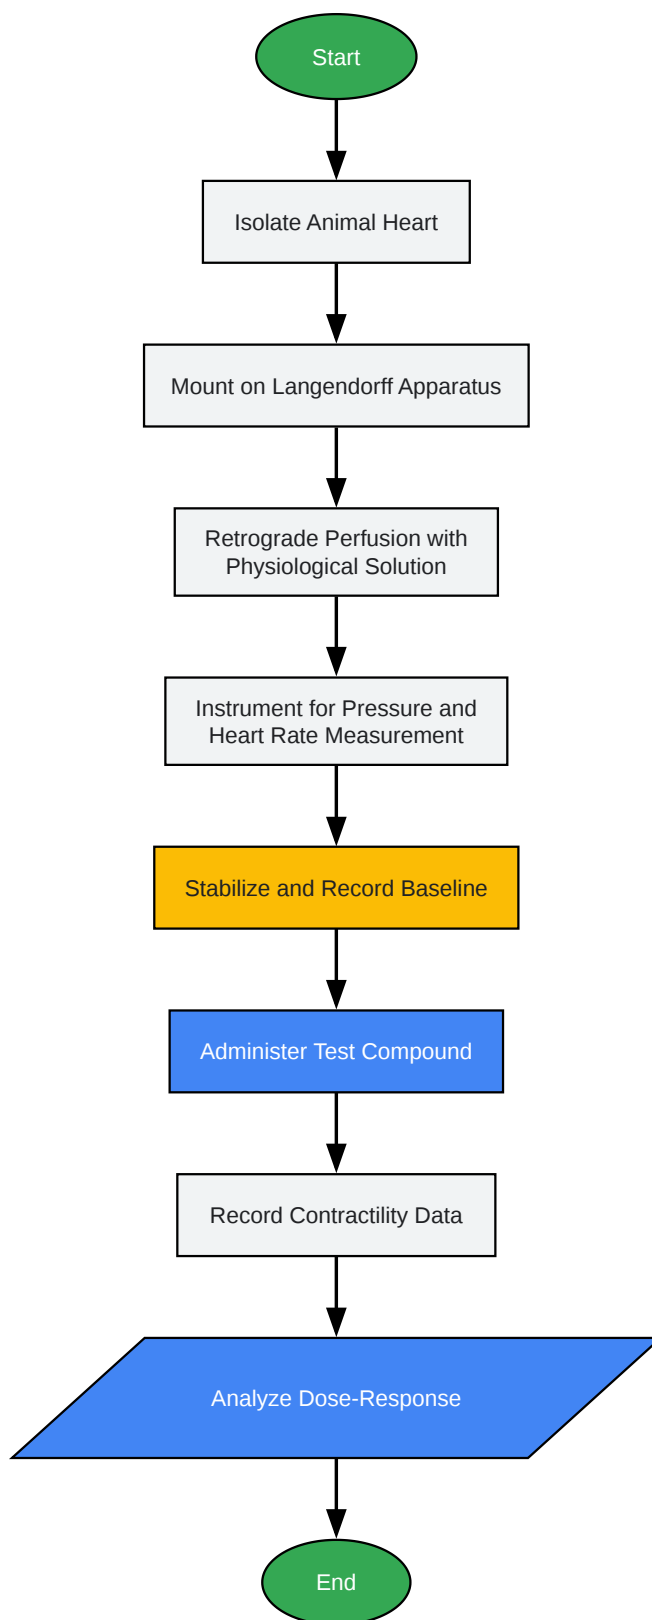 Start
Isolate Animal Heart
Mount on Langendorff Apparatus
Retrograde Perfusion with
Physiological Solution
Instrument for Pressure and
Heart Rate Measurement
Stabilize and Record Baseline
Administer Test Compound
Record Contractility Data
Analyze Dose-Response
End